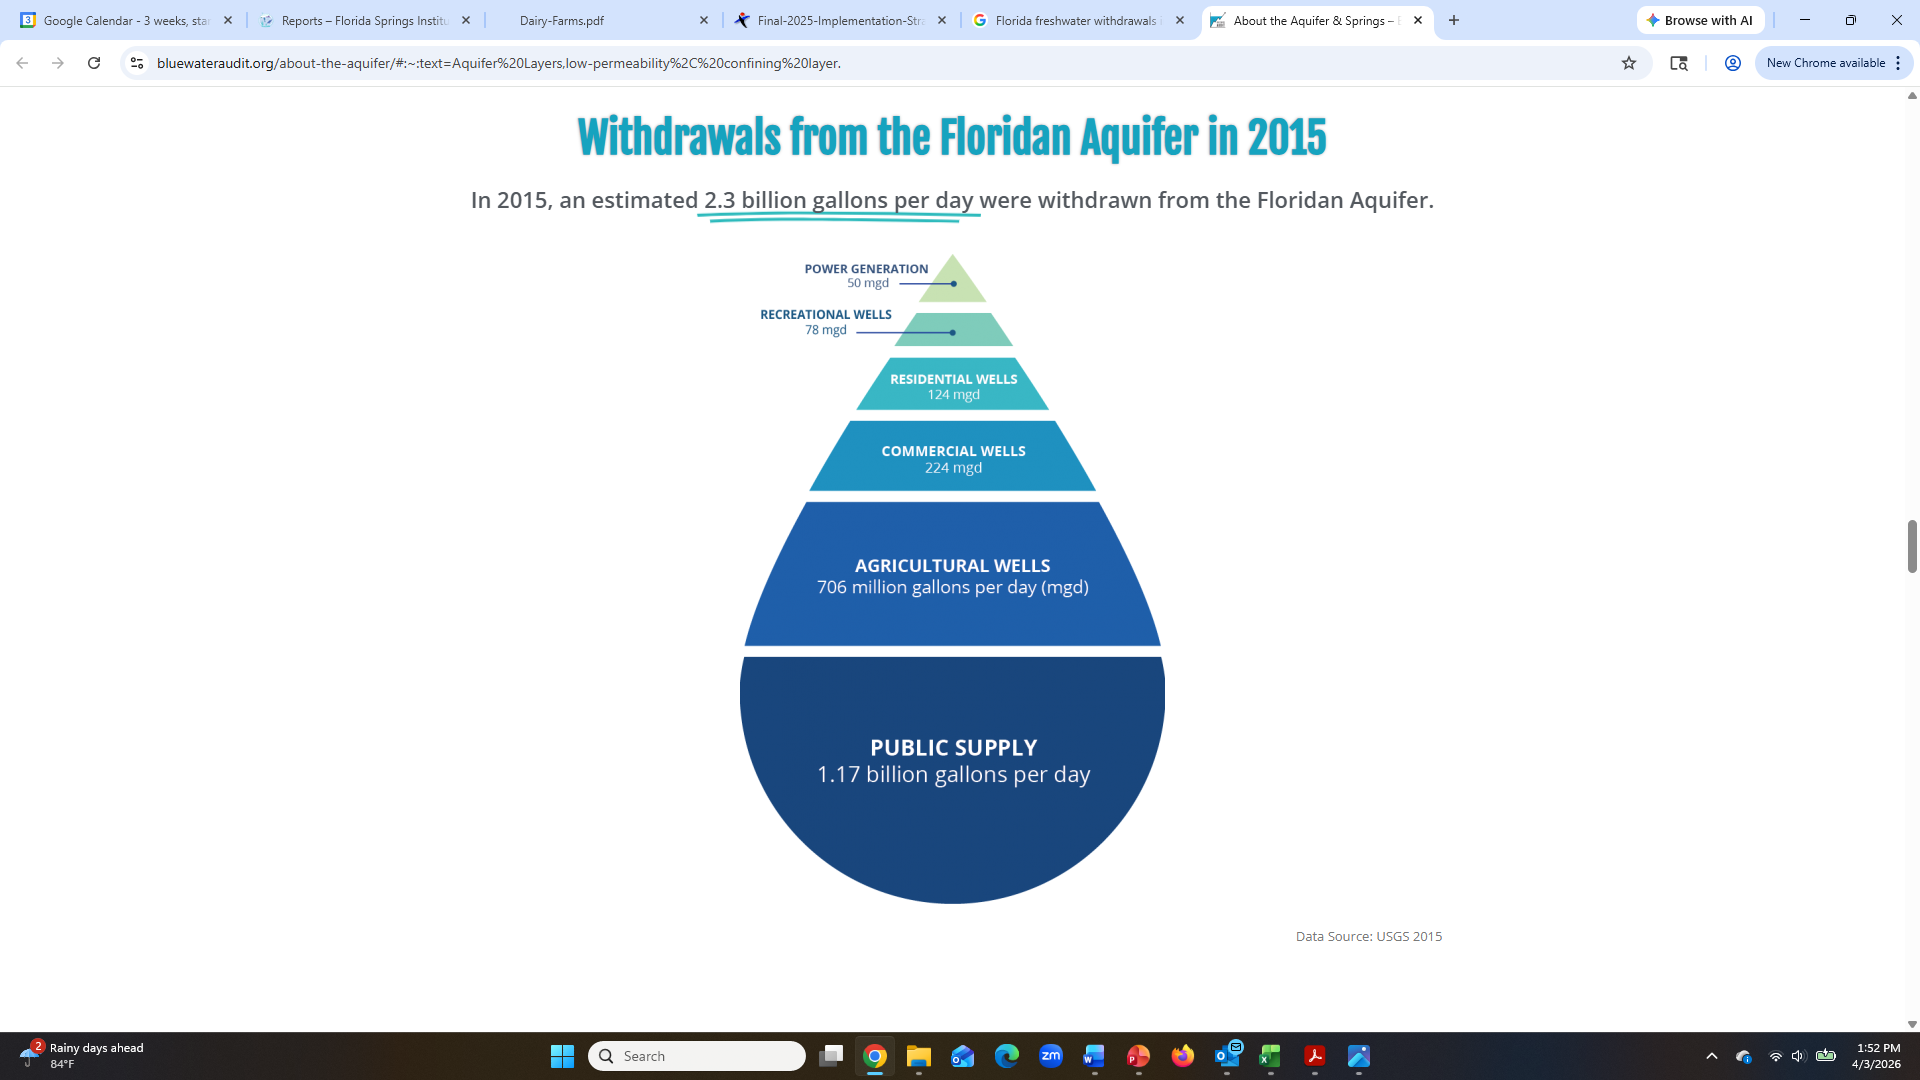 3
Google Calendar - 3 weeks, sta
Reports – Florida Springs Institu
Dairy-Farms.pdf
Final-2025-Implementation-Stra
Florida freshwater withdrawals i
About the Aquifer & Springs –
Browse with AI
bluewateraudit.org/about-the-aquifer/#:~:text=Aquifer%20Layers,low-permeability%2C%20confining%20layer.
New Chrome available
Withdrawals from the Floridan Aquifer in 2015
In 2015, an estimated 2.3 billion gallons per day were withdrawn from the Floridan Aquifer.
POWER GENERATION
50 mgd
RECREATIONAL WELLS
78 mgd
RESIDENTIAL WELLS
124 mgd
COMMERCIAL WELLS
224 mgd
AGRICULTURAL WELLS
706 million gallons per day (mgd)
PUBLIC SUPPLY
1.17 billion gallons per day
Data Source: USGS 2015
2
Rainy days ahead
84°F
Search
zm
1:52 PM
4/3/2026